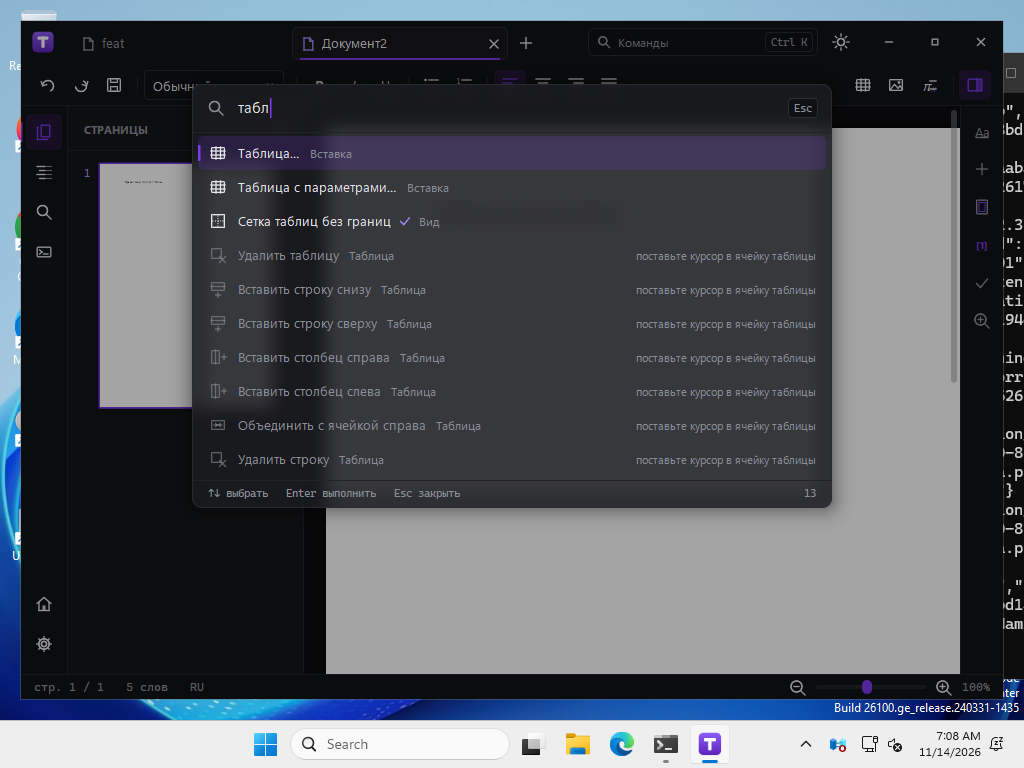 feat
Документ2
Команды
Ctrl K
табл
Esc
СТРАНИЦЫ
1
Таблица... Вставка
Таблица с параметрами... Вставка
Сетка таблиц без границ Вид
Удалить таблицу Таблица поставьте курсор в ячейку таблицы
Вставить строку снизу Таблица поставьте курсор в ячейку таблицы
Вставить строку сверху Таблица поставьте курсор в ячейку таблицы
Вставить столбец справа Таблица поставьте курсор в ячейку таблицы
Вставить столбец слева Таблица поставьте курсор в ячейку таблицы
Объединить с ячейкой справа Таблица поставьте курсор в ячейку таблицы
Удалить строку Таблица поставьте курсор в ячейку таблицы
↑↓ выбрать Enter выполнить Esc закрыть 13
стр. 1 / 1 5 слов RU 100%
Build 26100.ge_release.240331-1435
Search
7:08 AM
11/14/2026